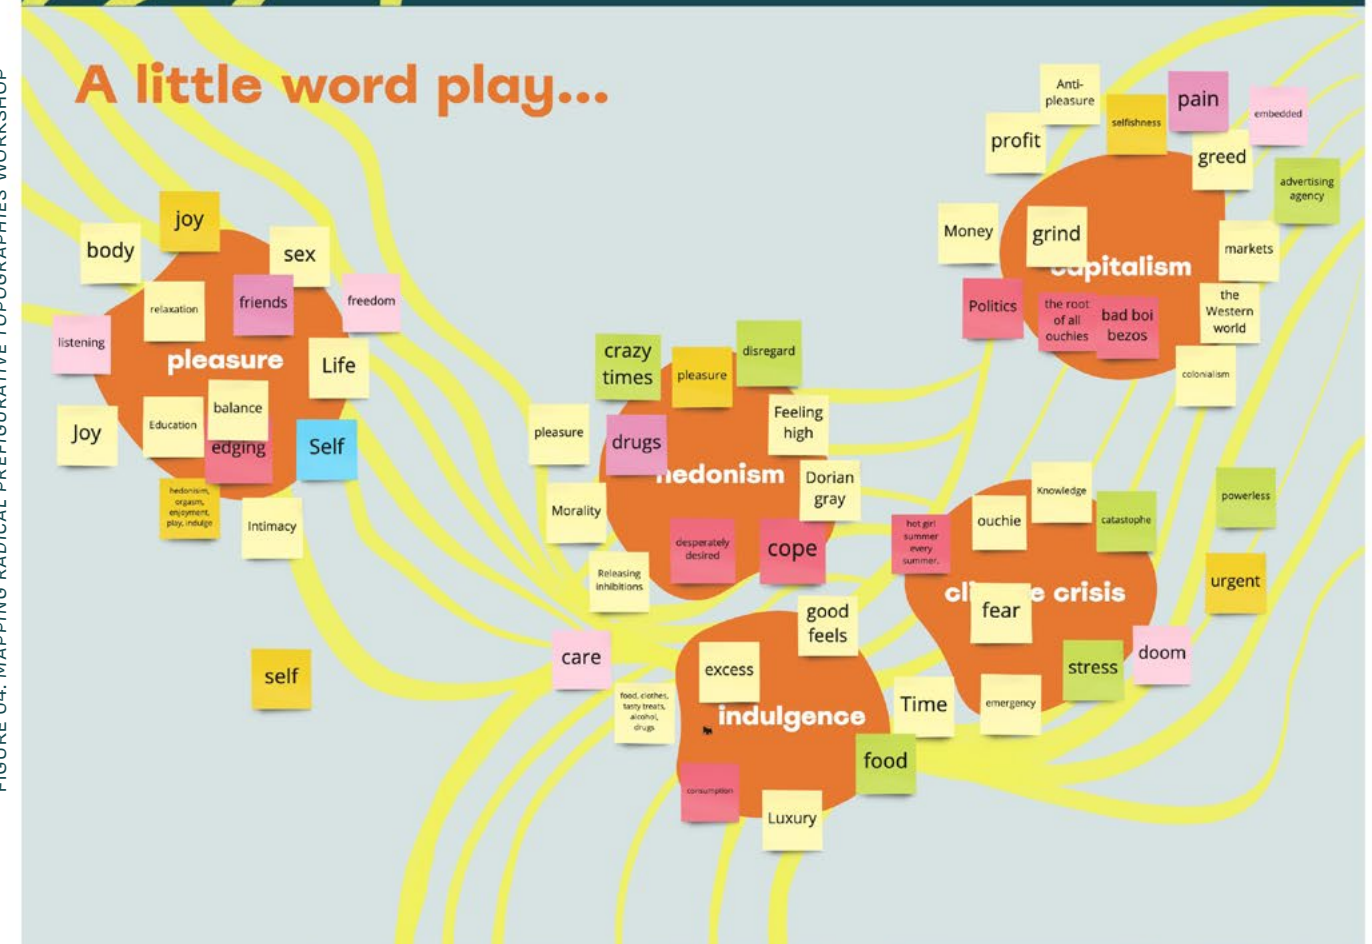 FIGURE 04. MAPPING RADICAL PREFIGURATIVE TOPOGRAPHIES WORKSHOP
A little word play...
joy
body
sex
relaxation
friends
freedom
listening
pleasure
Life
balance
Joy
Education
edging
Self
hedonisim,
orgasm,
enjoyment,
play, indulge
Intimacy
self
crazy
times
pleasure
disregard
pleasure
drugs
Feeling
high
hedonism
Dorian
gray
Morality
desperately
desired
cope
Releasing
inhibitions
care
good
feels
excess
food, clothes,
tasty treats,
alcohol,
drugs
indulgence
Time
food
consumption
Luxury
Anti-
pleasure
selfishness
pain
embedded
profit
greed
advertising
agency
Money
grind
markets
capitalism
Politics
the root
of all
ouchies
bad boi
bezos
the
Western
world
colonialism
Knowledge
ouchie
catastophe
powerless
hot girl
summer
every
summer.
urgent
cli e crisis
fear
stress
doom
emergency